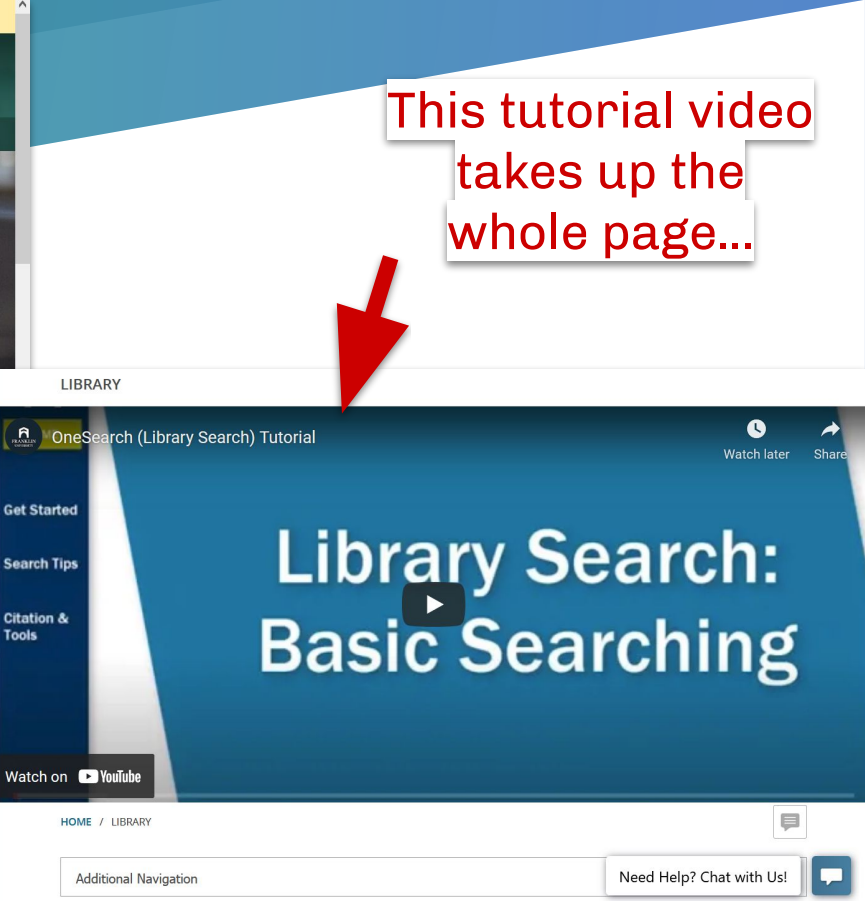 This tutorial video
takes up the
whole page...
LIBRARY
FRANKLIN
OneSearch (Library Search) Tutorial
Watch later
Share
Get Started
Search Tips
Citation &
Tools
Library Search:
Basic Searching
Watch on YouTube
HOME / LIBRARY
Additional Navigation
Need Help? Chat with Us!